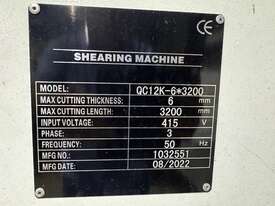 CE
SHEARING MACHINE
MODEL: QC12K-6*3200
MAX CUTTING THICKNESS: 6 mm
MAX CUTTING LENGTH: 3200 mm
INPUT VOLTAGE: 415 V
PHASE: 3
FREQUENCY: 50 Hz
MFG NO.: 1032551
MFG DATE: 08/2022